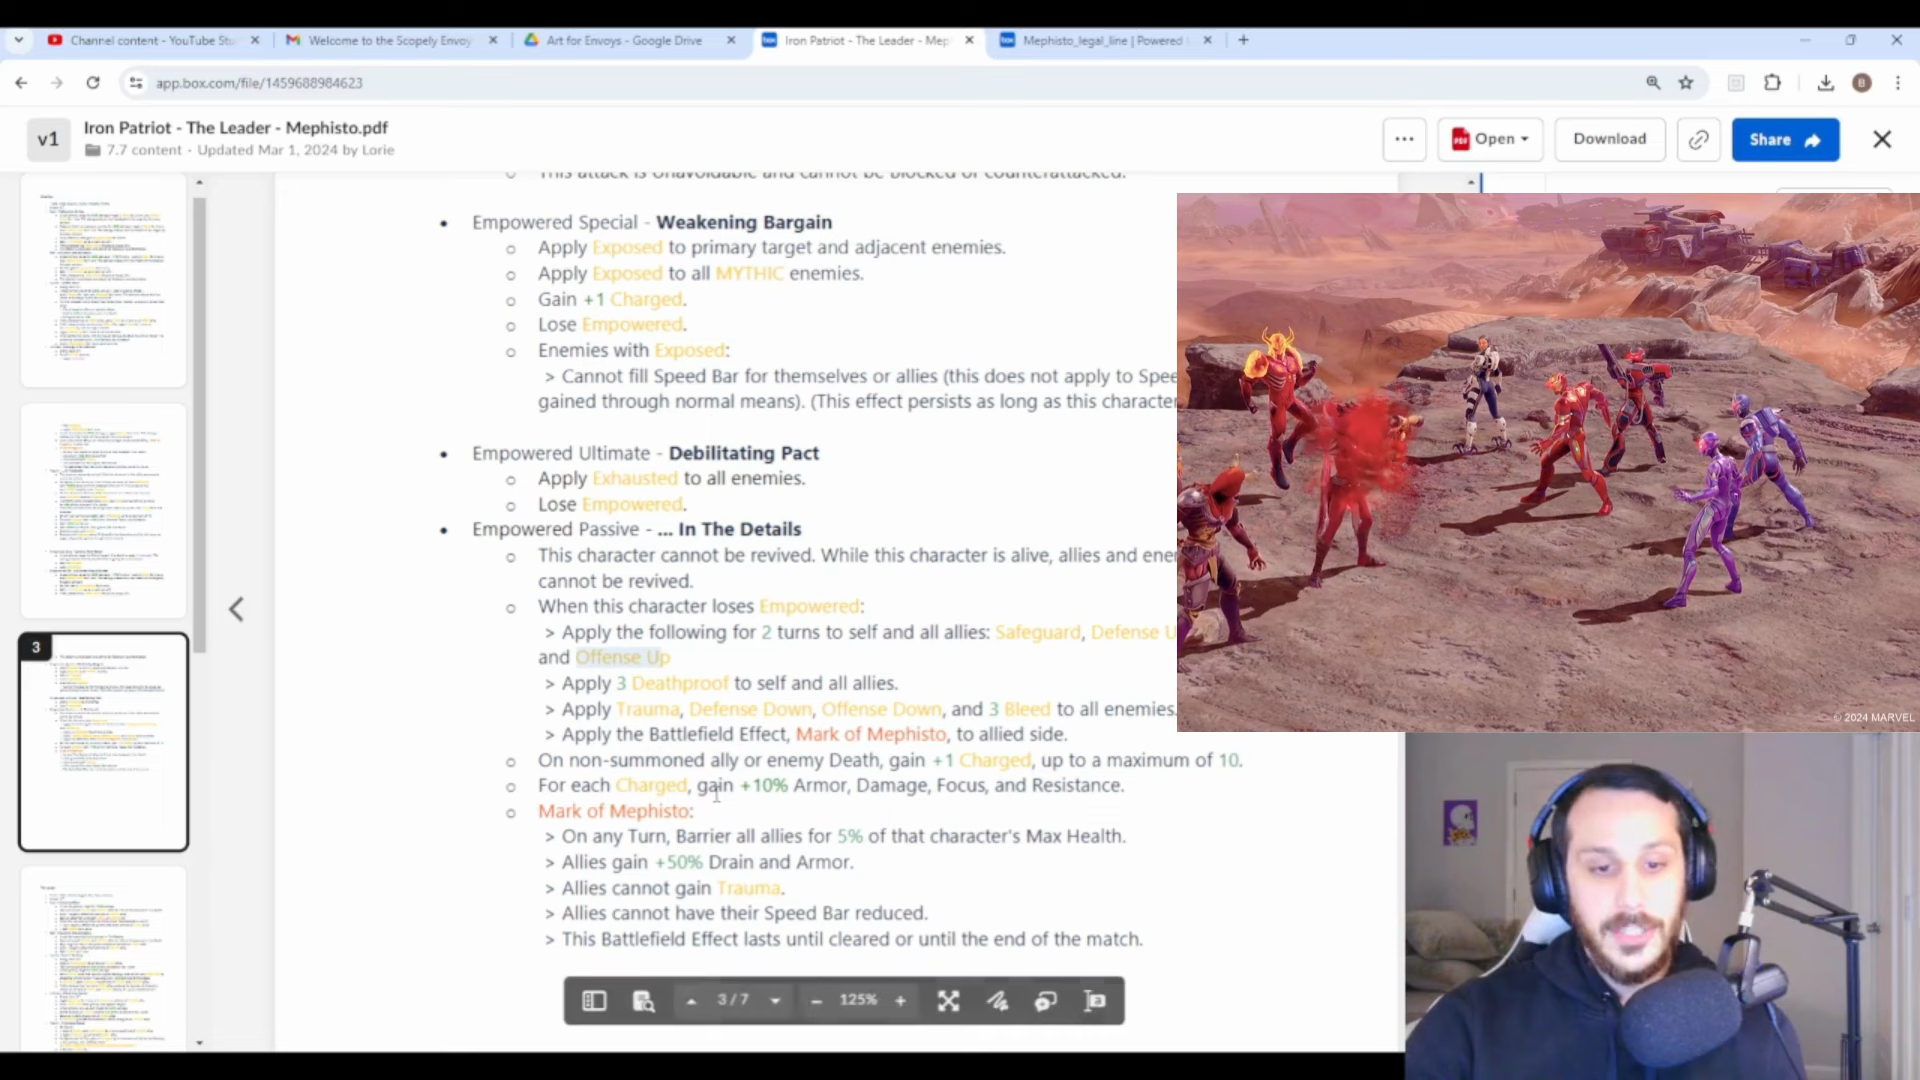 Channel content - YouTube Stu
Welcome to the Scopely Envoy
Art for Envoys - Google Drive
Iron Patriot - The Leader - Mep
Mephisto_legal_line | Powered
app.box.com/file/1459688984623
B
v1
Iron Patriot - The Leader - Mephisto.pdf
7.7 content · Updated Mar 1, 2024 by Lorie
PDF
Open
Download
Share
This attack is unavoidable and cannot be blocked or counterattacked.
• Empowered Special - Weakening Bargain
o Apply Exposed to primary target and adjacent enemies.
o Apply Exposed to all MYTHIC enemies.
o Gain +1 Charged.
o Lose Empowered.
o Enemies with Exposed:
> Cannot fill Speed Bar for themselves or allies (this does not apply to Spee
gained through normal means). (This effect persists as long as this character
• Empowered Ultimate - Debilitating Pact
o Apply Exhausted to all enemies.
o Lose Empowered.
• Empowered Passive - ... In The Details
o This character cannot be revived. While this character is alive, allies and ene
cannot be revived.
o When this character loses Empowered:
> Apply the following for 2 turns to self and all allies: Safeguard, Defense U
and Offense Up
> Apply 3 Deathproof to self and all allies.
> Apply Trauma, Defense Down, Offense Down, and 3 Bleed to all enemies.
> Apply the Battlefield Effect, Mark of Mephisto, to allied side.
o On non-summoned ally or enemy Death, gain +1 Charged, up to a maximum of 10.
o For each Charged, gain +10% Armor, Damage, Focus, and Resistance.
o Mark of Mephisto:
> On any Turn, Barrier all allies for 5% of that character's Max Health.
> Allies gain +50% Drain and Armor.
> Allies cannot gain Trauma.
> Allies cannot have their Speed Bar reduced.
> This Battlefield Effect lasts until cleared or until the end of the match.
3
3 / 7
125%
© 2024 MARVEL